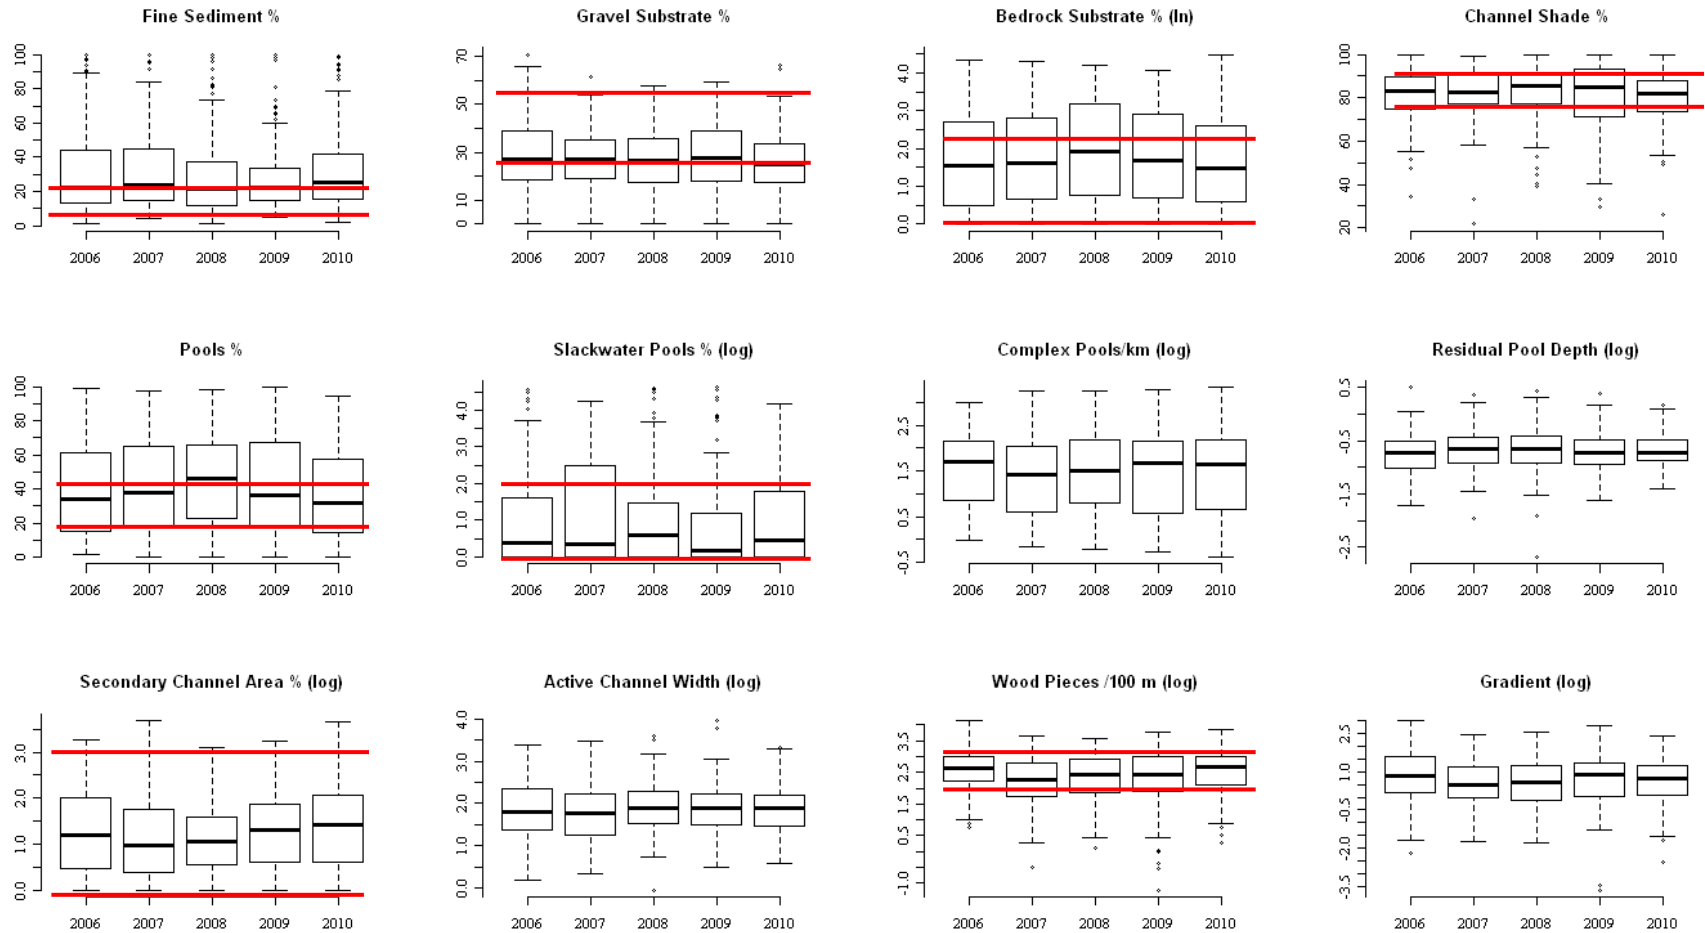 Fine Sediment %
Gravel Substrate %
Bedrock Substrate % (ln)
Channel Shade %
0 20 40 60 80 100
0 10 30 50 70
0.0 1.0 2.0 3.0 4.0
20 40 60 80 100
2006 2007 2008 2009 2010
2006 2007 2008 2009 2010
2006 2007 2008 2009 2010
2006 2007 2008 2009 2010
Pools %
Slackwater Pools % (log)
Complex Pools/km (log)
Residual Pool Depth (log)
0 20 40 60 80 100
0.0 1.0 2.0 3.0 4.0
-0.5 0.5 1.5 2.5
-2.5 -1.5 -0.5 0.5
2006 2007 2008 2009 2010
2006 2007 2008 2009 2010
2006 2007 2008 2009 2010
2006 2007 2008 2009 2010
Secondary Channel Area % (log)
Active Channel Width (log)
Wood Pieces /100 m (log)
Gradient (log)
0.0 1.0 2.0 3.0
0.0 1.0 2.0 3.0 4.0
-1.0 0.5 1.5 2.5 3.5
-3.5 -2.0 -0.5 1.0 2.5
2006 2007 2008 2009 2010
2006 2007 2008 2009 2010
2006 2007 2008 2009 2010
2006 2007 2008 2009 2010